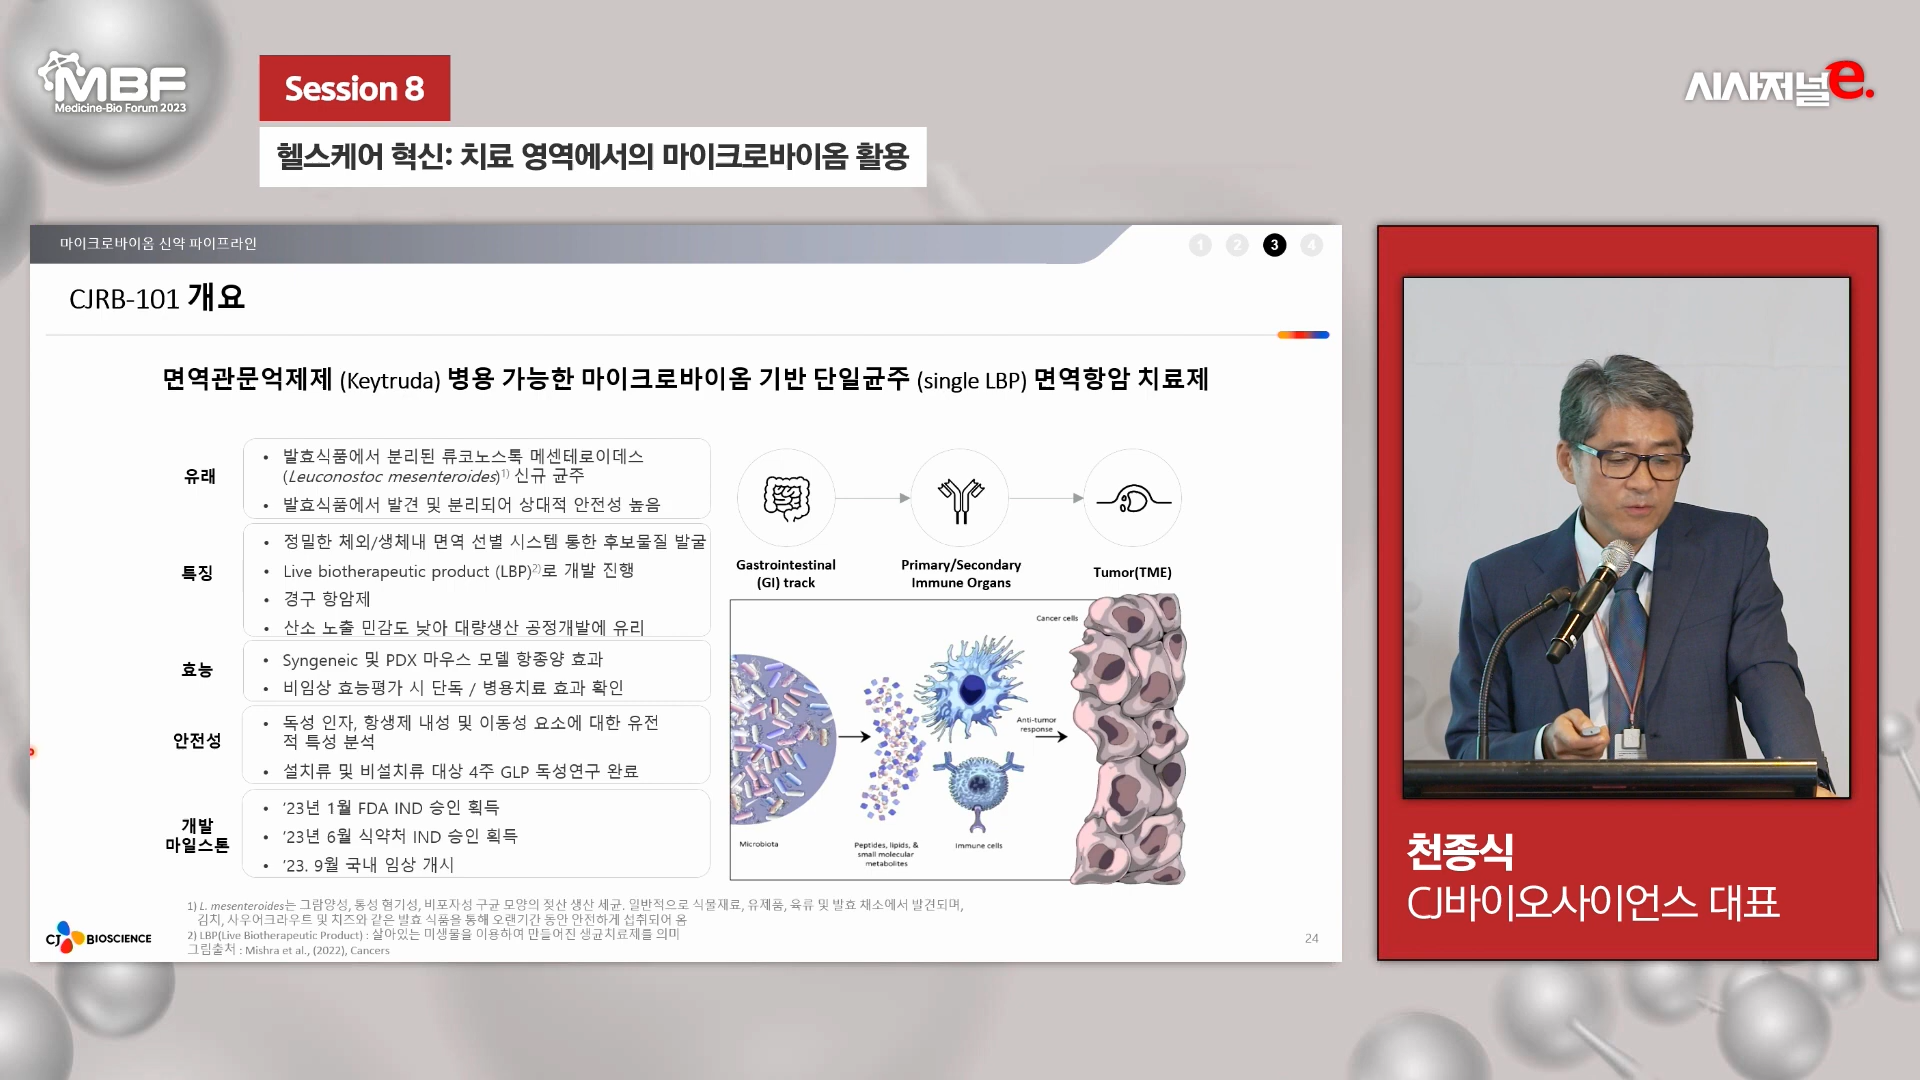 MBF
Medicine-Bio Forum 2023
Session 8
헬스케어 혁신: 치료 영역에서의 마이크로바이옴 활용
시사저널e.
마이크로바이옴 신약 파이프라인
1 2 3 4
CJRB-101 개요
면역관문억제제 (Keytruda) 병용 가능한 마이크로바이옴 기반 단일균주 (single LBP) 면역항암 치료제
유래
• 발효식품에서 분리된 류코노스톡 메센테로이데스
(Leuconostoc mesenteroides)1) 신규 균주
• 발효식품에서 발견 및 분리되어 상대적 안전성 높음
특징
• 정밀한 체외/생체내 면역 선별 시스템 통한 후보물질 발굴
• Live biotherapeutic product (LBP)2)로 개발 진행
• 경구 항암제
• 산소 노출 민감도 낮아 대량생산 공정개발에 유리
효능
• Syngeneic 및 PDX 마우스 모델 항종양 효과
• 비임상 효능평가 시 단독 / 병용치료 효과 확인
안전성
• 독성 인자, 항생제 내성 및 이동성 요소에 대한 유전
적 특성 분석
• 설치류 및 비설치류 대상 4주 GLP 독성연구 완료
개발
마일스톤
• ‘23년 1월 FDA IND 승인 획득
• ‘23년 6월 식약처 IND 승인 획득
• ’23. 9월 국내 임상 개시
Gastrointestinal
(GI) track
Primary/Secondary
Immune Organs
Tumor(TME)
Cancer cells
Anti-tumor
response
Microbiota
Peptides, lipids, &
small molecular
metabolites
Immune cells
1) L. mesenteroides는 그람양성, 통성 혐기성, 비포자성 구균 모양의 젖산 생산 세균. 일반적으로 식물재료, 유제품, 육류 및 발효 채소에서 발견되며,
김치, 사우어크라우트 및 치즈와 같은 발효 식품을 통해 오랜기간 동안 안전하게 섭취되어 옴
2) LBP(Live Biotherapeutic Product) : 살아있는 미생물을 이용하여 만들어진 생균치료제를 의미
그림출처 : Mishra et al., (2022), Cancers
CJ BIOSCIENCE
24
천종식
CJ바이오사이언스 대표